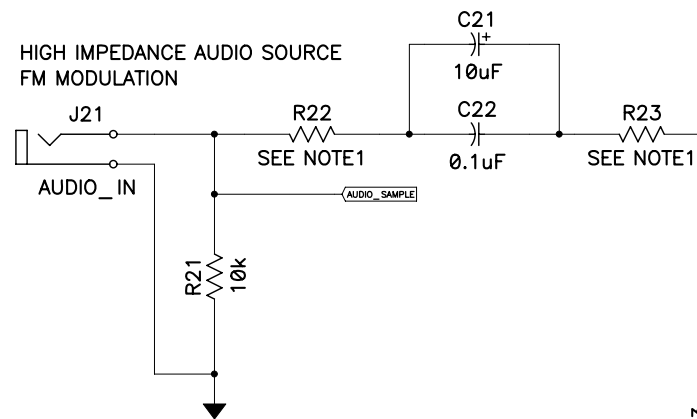 HIGH IMPEDANCE AUDIO SOURCE
FM MODULATION
J21
AUDIO_IN
R22
SEE NOTE1
C21
+
10uF
C22
0.1uF
R23
SEE NOTE1
AUDIO_SAMPLE
R21
10k